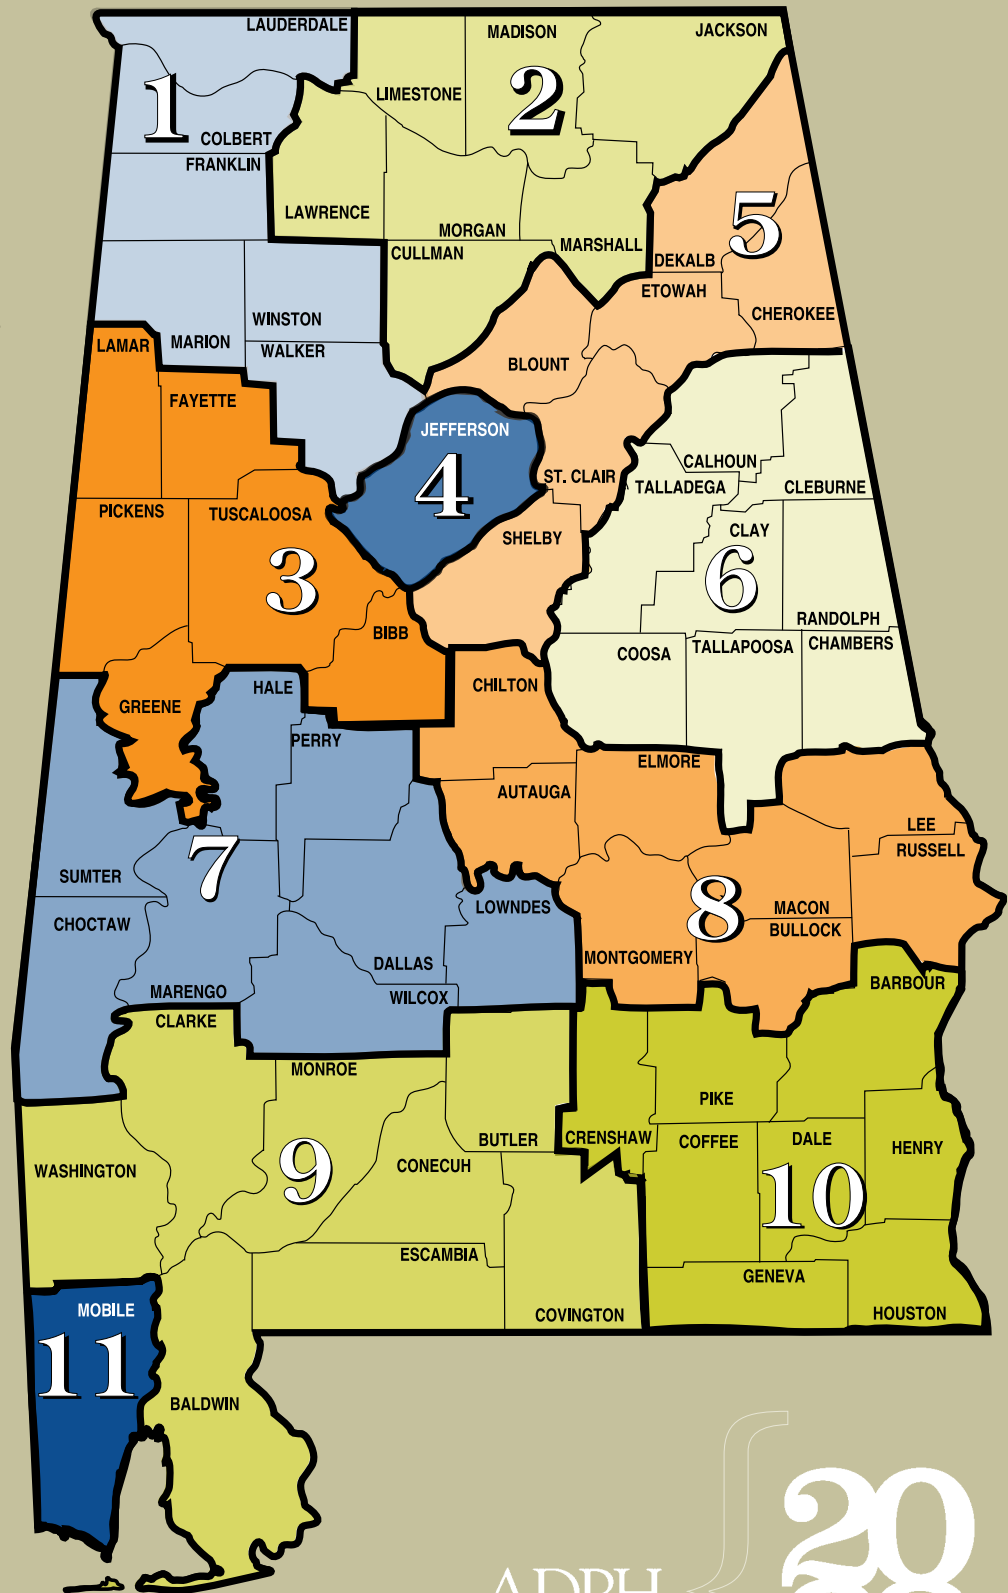 LAUDERDALE
MADISON
JACKSON
1
2
LIMESTONE
COLBERT
FRANKLIN
LAWRENCE
MORGAN
MARSHALL
5
CULLMAN
DEKALB
ETOWAH
CHEROKEE
WINSTON
MARION
WALKER
LAMAR
BLOUNT
FAYETTE
JEFFERSON
4
CALHOUN
ST. CLAIR
TALLADEGA
CLEBURNE
PICKENS
TUSCALOOSA
SHELBY
CLAY
3
6
BIBB
RANDOLPH
COOSA
TALLAPOOSA
CHAMBERS
HALE
CHILTON
GREENE
PERRY
ELMORE
AUTAUGA
LEE
RUSSELL
7
SUMTER
LOWNDES
8
MACON
CHOCTAW
BULLOCK
MONTGOMERY
DALLAS
MARENGO
WILCOX
BARBOUR
CLARKE
MONROE
PIKE
BUTLER
CRENSHAW
COFFEE
DALE
HENRY
WASHINGTON
9
CONECUH
10
ESCAMBIA
GENEVA
MOBILE
COVINGTON
HOUSTON
11
BALDWIN
20
ADPH